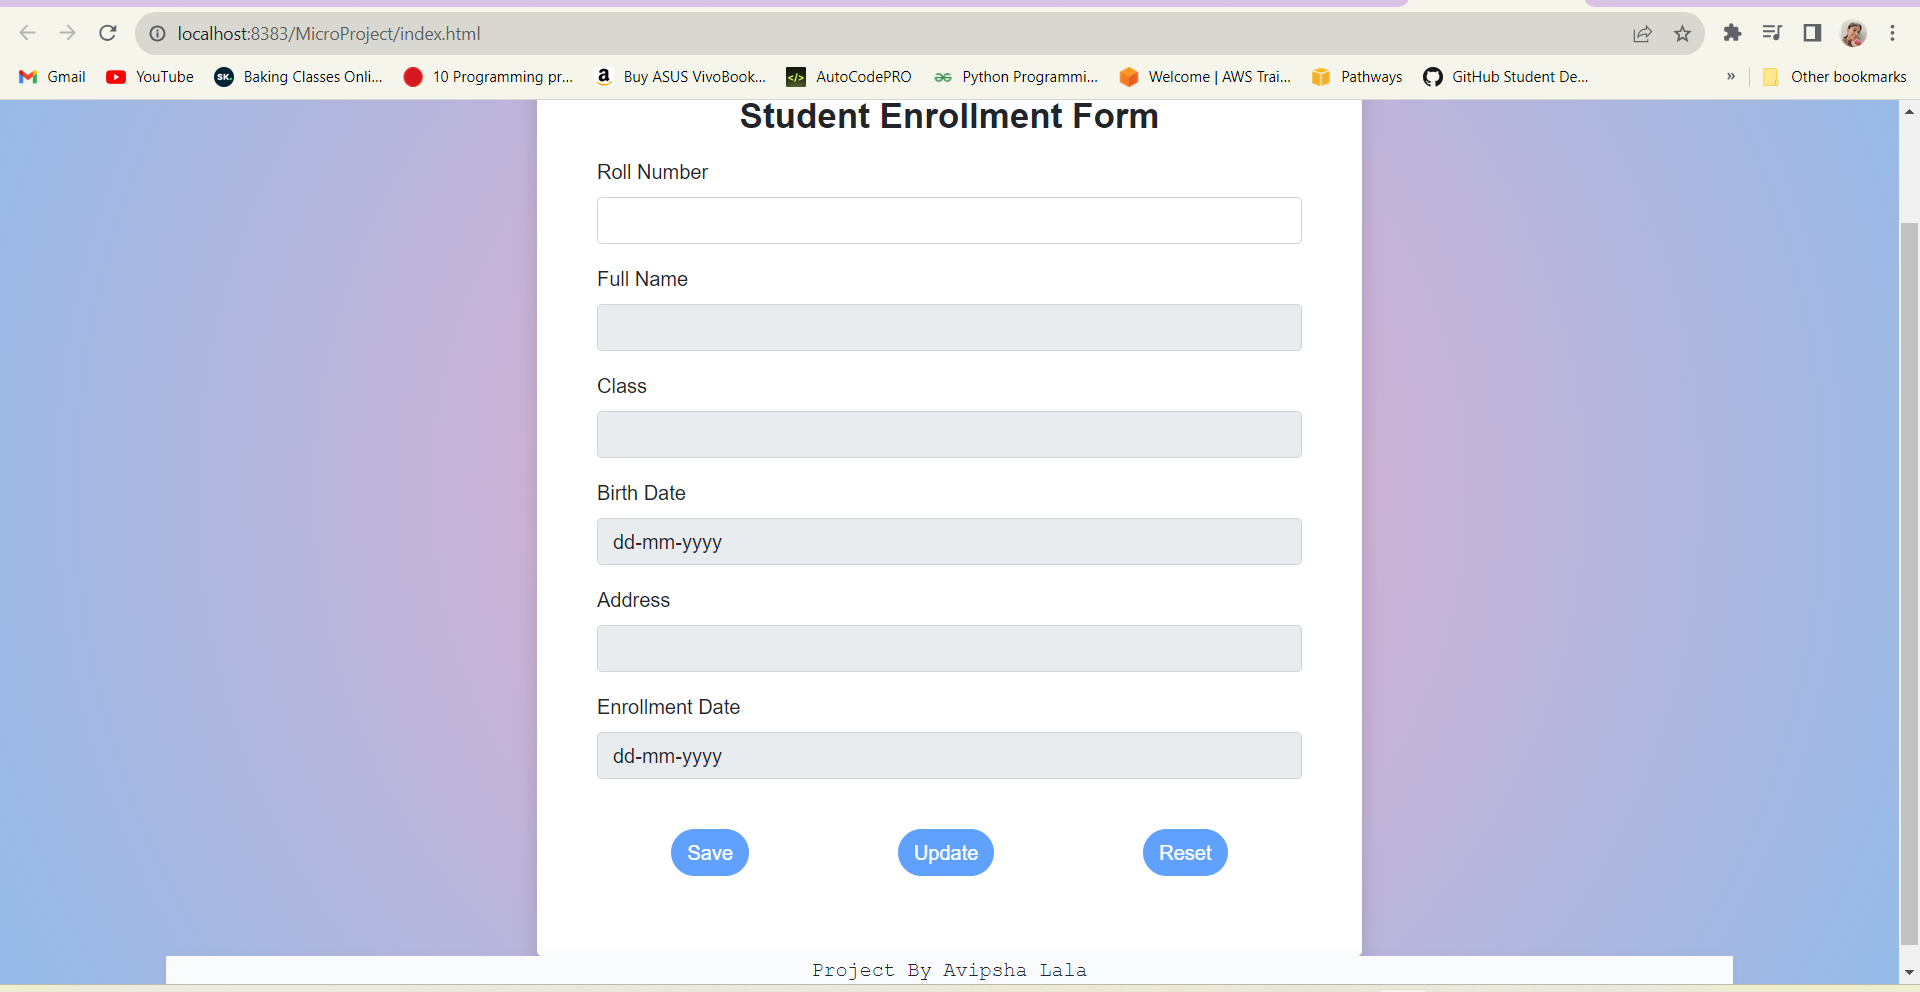 localhost:8383/MicroProject/index.html
Gmail YouTube SK. Baking Classes Onli... 10 Programming pr... a Buy ASUS VivoBook... </> AutoCodePRO Python Programmi... Welcome | AWS Trai... Pathways GitHub Student De... » Other bookmarks
Student Enrollment Form
Roll Number
Full Name
Class
Birth Date
dd-mm-yyyy
Address
Enrollment Date
dd-mm-yyyy
Save Update Reset
Project By Avipsha Lala